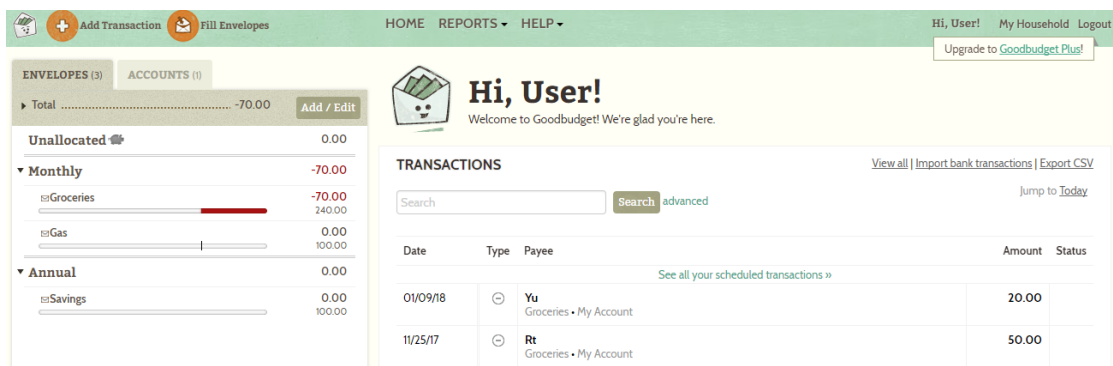 Add Transaction Fill Envelopes HOME REPORTS HELP Hi, User! My Household Logout
Upgrade to Goodbudget Plus!
ENVELOPES (3) ACCOUNTS (1)
Total ................................................ -70.00 Add / Edit
Unallocated 0.00
Monthly -70.00
Groceries -70.00
240.00
Gas 0.00
100.00
Annual 0.00
Savings 0.00
100.00
Hi, User!
Welcome to Goodbudget! We're glad you're here.
TRANSACTIONS View all | Import bank transactions | Export CSV
Jump to Today
Search Search advanced
Date Type Payee Amount Status
See all your scheduled transactions »
01/09/18 Yu 20.00
Groceries • My Account
11/25/17 Rt 50.00
Groceries • My Account